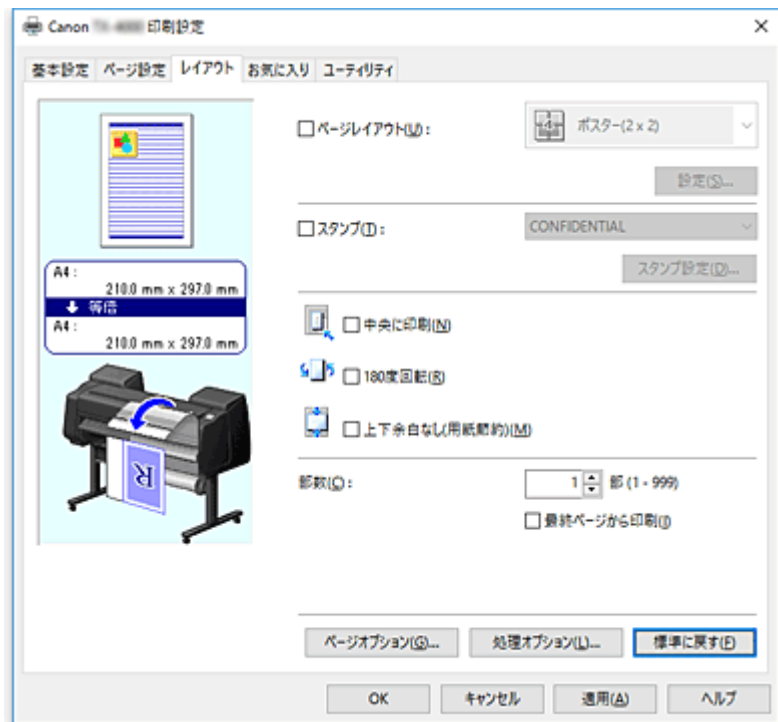 Canon 印刷設定
基本設定 ページ設定 レイアウト お気に入り ユーティリティ
ページレイアウト(U):
ポスター(2 x 2)
設定(S)...
スタンプ(T):
CONFIDENTIAL
スタンプ設定(D)...
A4:
210.0 mm x 297.0 mm
等倍
A4:
210.0 mm x 297.0 mm
中央に印刷(N)
180度回転(R)
上下余白なし(用紙節約)(M)
R
部数(C):
1 部 (1 - 999)
最終ページから印刷(I)
ページオプション(G)... 処理オプション(L)... 標準に戻す(F)
OK キャンセル 適用(A) ヘルプ